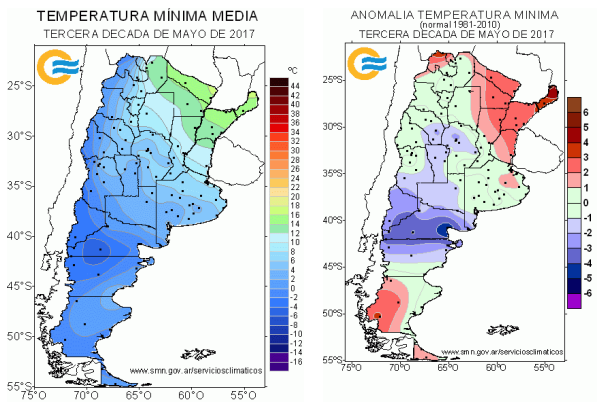 TEMPERATURA MÍNIMA MEDIA
TERCERA DECADA DE MAYO DE 2017
ºC
44
42
40
38
36
34
32
30
28
26
24
22
20
18
16
14
12
10
8
6
4
2
0
-2
-4
-6
-8
-10
-12
-14
-16
25°S
30°S
35°S
40°S
45°S
50°S
55°S
75°O
70°O
65°O
60°O
55°O
www.smn.gov.ar/serviciosclimaticos
ANOMALIA TEMPERATURA MINIMA
(normal 1981-2010)
TERCERA DECADA DE MAYO DE 2017
6
5
4
3
2
1
0
-1
-2
-3
-4
-5
-6
25°S
30°S
35°S
40°S
45°S
50°S
55°S
75°O
70°O
65°O
60°O
55°O
www.smn.gov.ar/serviciosclimaticos